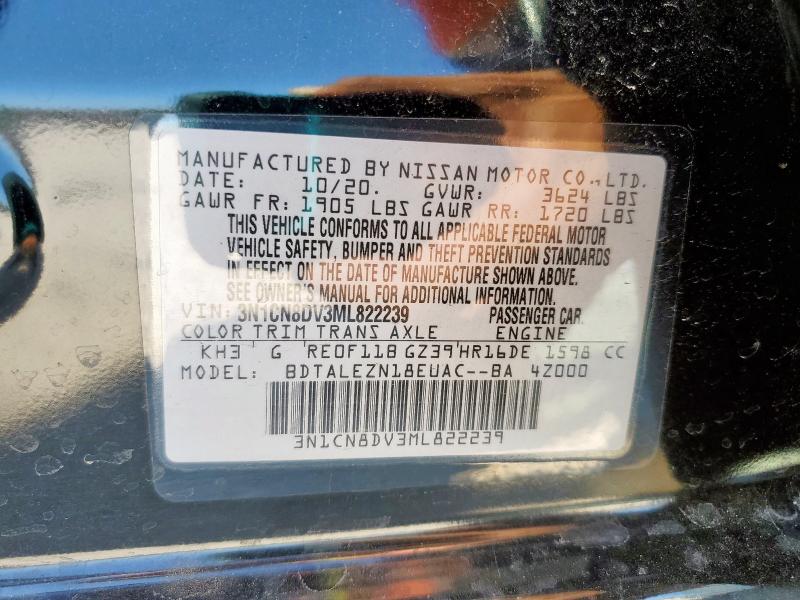 MANUFACTURED BY NISSAN MOTOR CO., LTD.
DATE: 10/20. GVWR: 3624 LBS
GAWR FR: 1905 LBS GAWR RR: 1720 LBS
THIS VEHICLE CONFORMS TO ALL APPLICABLE FEDERAL MOTOR
VEHICLE SAFETY, BUMPER AND THEFT PREVENTION STANDARDS
IN EFFECT ON THE DATE OF MANUFACTURE SHOWN ABOVE.
SEE OWNER'S MANUAL FOR ADDITIONAL INFORMATION.
VIN: 3N1CN8DV3ML822239 PASSENGER CAR.
COLOR TRIM TRANS AXLE ENGINE
KH3 G RE0F11B GZ39 HR16DE 1598 CC
MODEL: BDTALEZN18EUAC--BA 4Z000
3N1CN8DV3ML822239